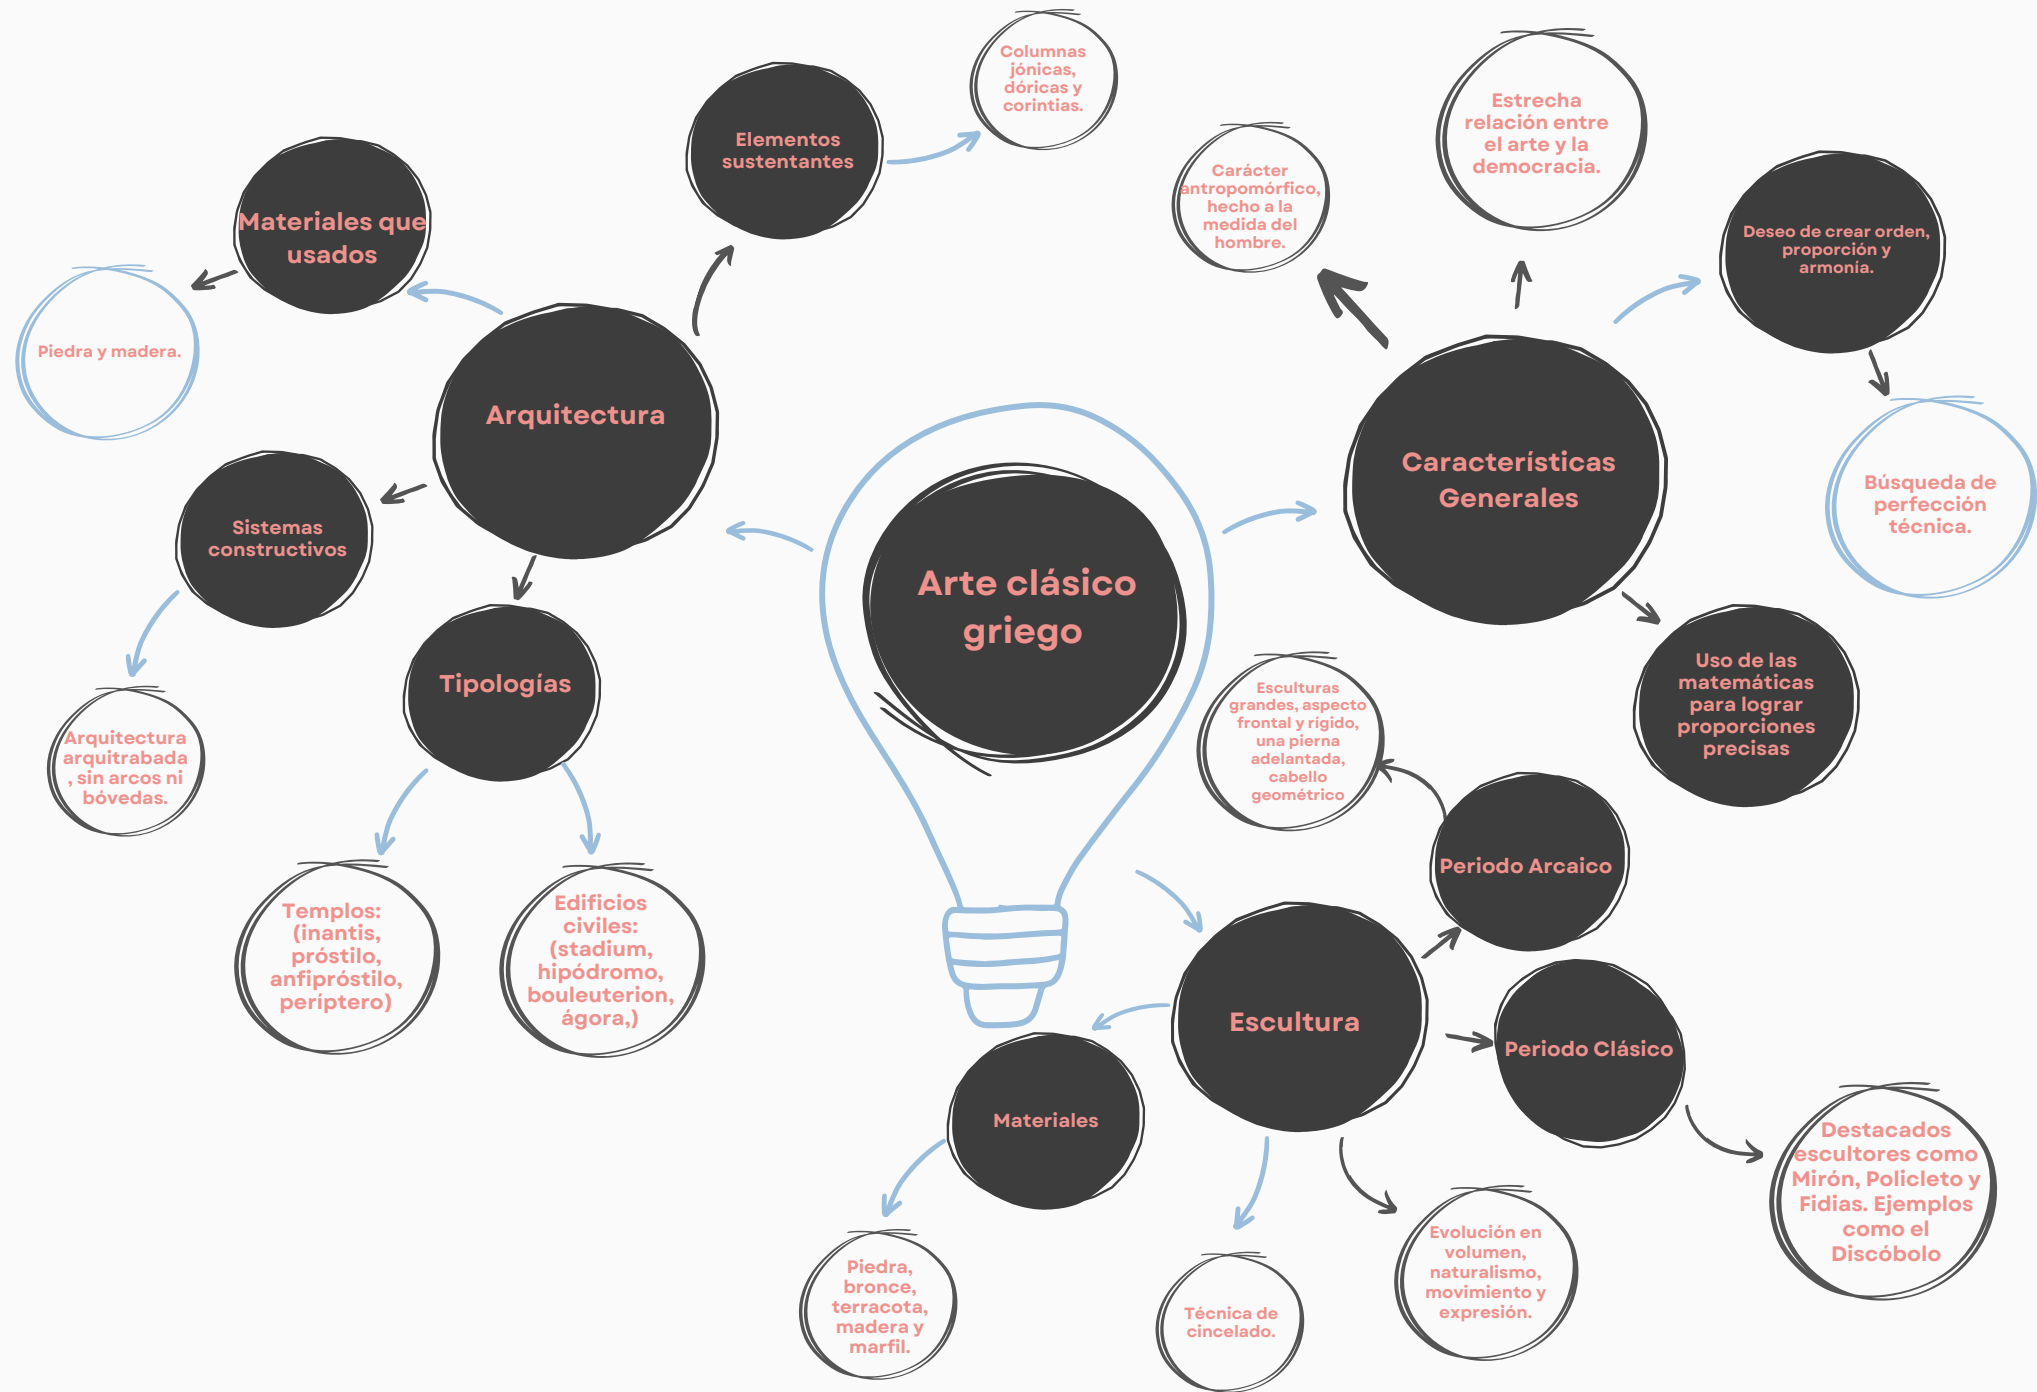 Arte clásico
griego
Arquitectura
Materiales que
usados
Piedra y madera.
Elementos
sustentantes
Columnas
jónicas,
dóricas y
corintias.
Sistemas
constructivos
Arquitectura
arquitrabada
, sin arcos ni
bóvedas.
Tipologías
Templos:
(inantis,
próstilo,
anfipróstilo,
períptero)
Edificios
civiles:
(stadium,
hipódromo,
bouleuterion,
ágora,)
Características
Generales
Carácter
antropomórfico,
hecho a la
medida del
hombre.
Estrecha
relación entre
el arte y la
democracia.
Deseo de crear orden,
proporción y
armonía.
Búsqueda de
perfección
técnica.
Uso de las
matemáticas
para lograr
proporciones
precisas
Escultura
Periodo Arcaico
Esculturas
grandes, aspecto
frontal y rígido,
una pierna
adelantada,
cabello
geométrico
Periodo Clásico
Destacados
escultores como
Mirón, Policleto y
Fidias. Ejemplos
como el
Discóbolo
Materiales
Piedra,
bronce,
terracota,
madera y
marfil.
Técnica de
cincelado.
Evolución en
volumen,
naturalismo,
movimiento y
expresión.